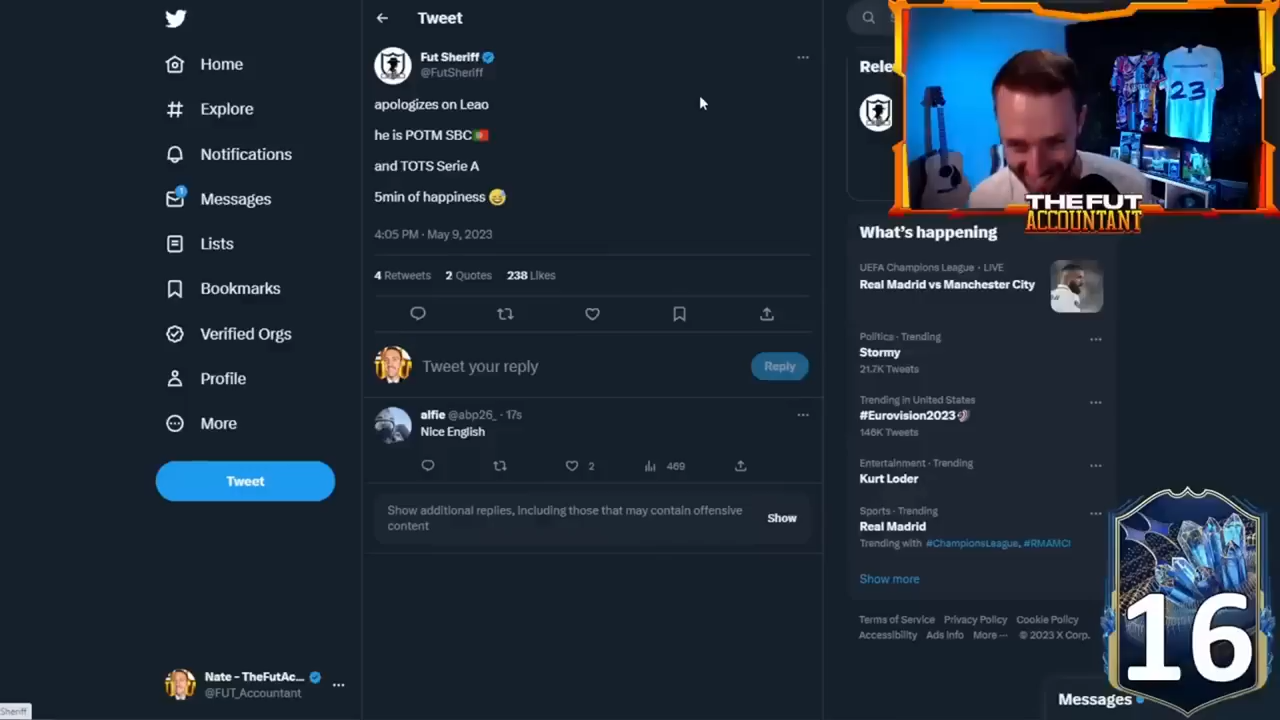 Home
Explore
Notifications
1
Messages
Lists
Bookmarks
Verified Orgs
Profile
More
Tweet
Nate - TheFutAc...
@FUT_Accountant
Sheriff
Tweet
Fut Sheriff
@FutSheriff
apologizes on Leao
he is POTM SBC🇵🇹
and TOTS Serie A
5min of happiness 😅
4:05 PM · May 9, 2023
4 Retweets 2 Quotes 238 Likes
Tweet your reply
Reply
alfie @abp26_ · 17s
Nice English
2 469
Show additional replies, including those that may contain offensive
content
Show
Rele
23
THE FUT
ACCOUNTANT
What's happening
UEFA Champions League · LIVE
Real Madrid vs Manchester City
Politics · Trending
Stormy
21.7K Tweets
Trending in United States
#Eurovision2023
146K Tweets
Entertainment · Trending
Kurt Loder
Sports · Trending
Real Madrid
Trending with #ChampionsLeague, #RMAMCI
Show more
Terms of Service Privacy Policy Cookie Policy
Accessibility Ads info More ··· © 2023 X Corp.
Messages
16